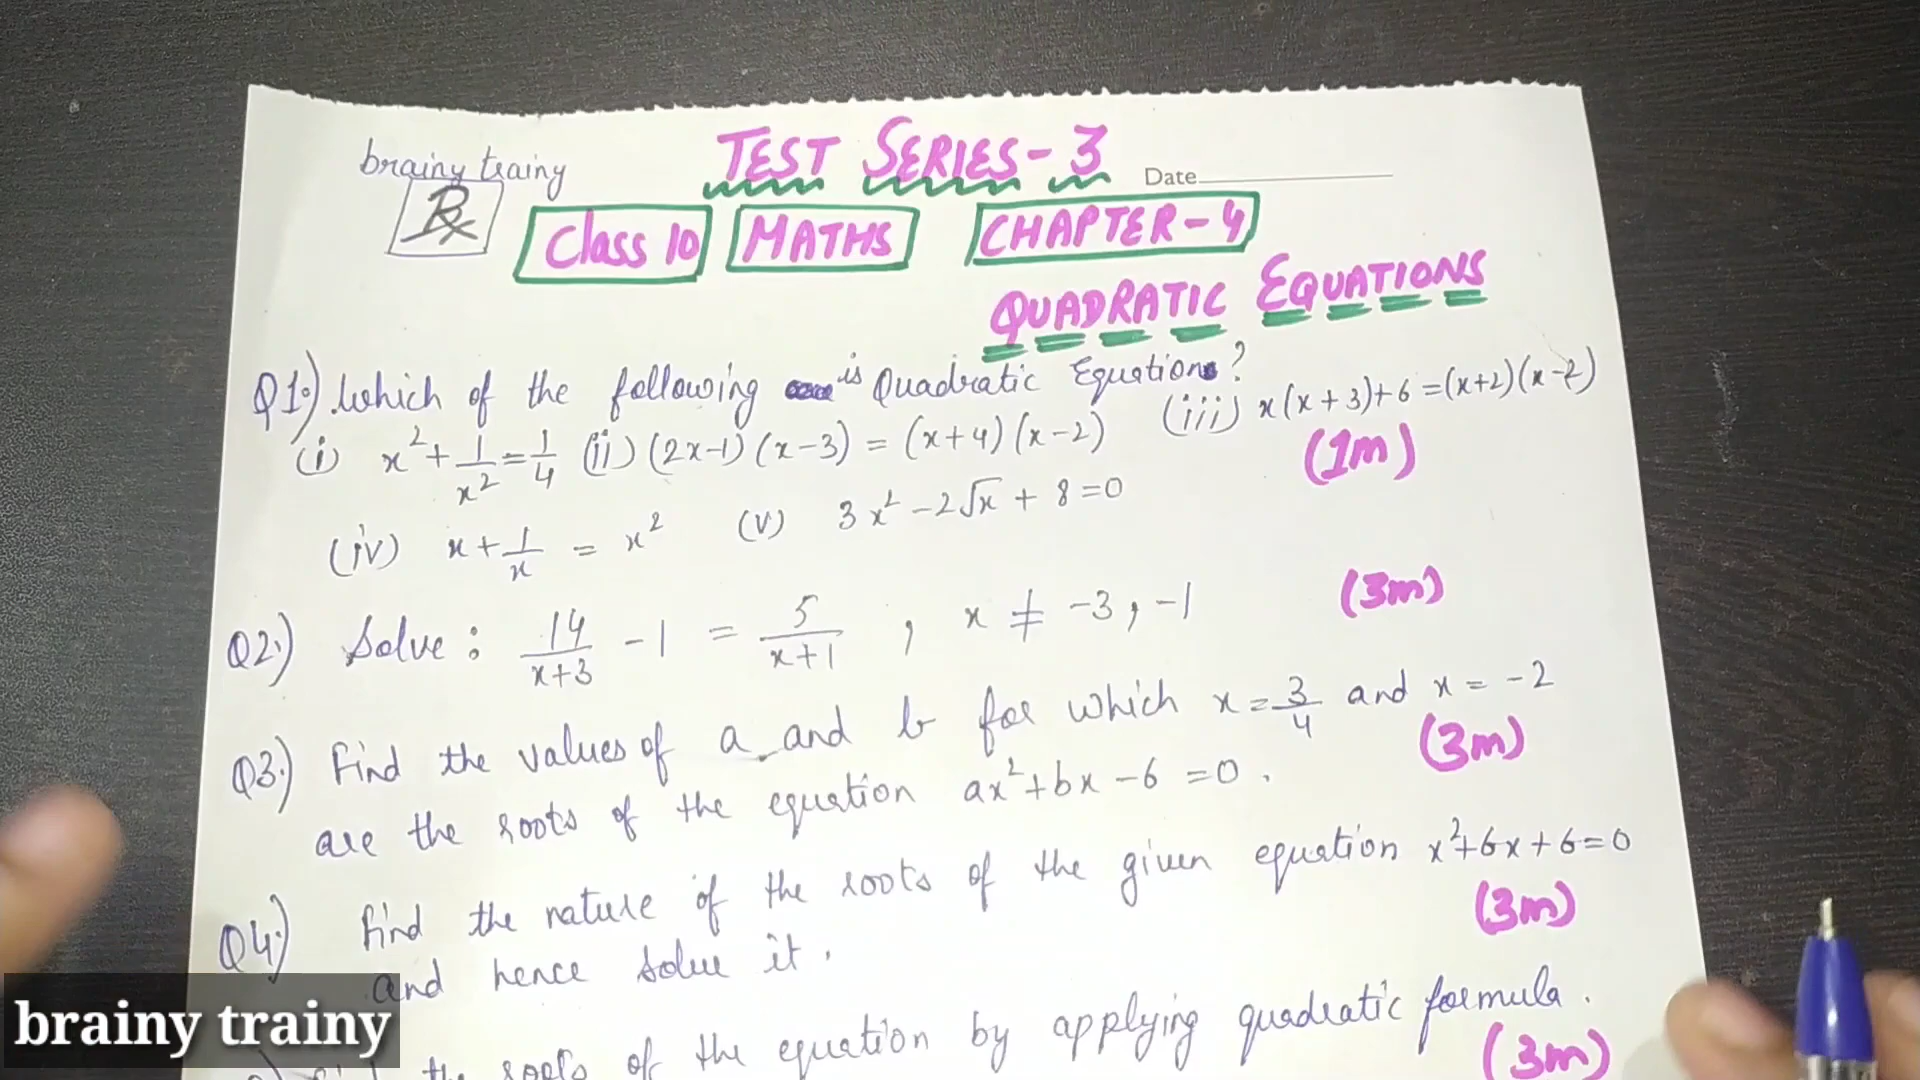 brainy trainy
TEST SERIES-3
Date
Class 10 MATHS CHAPTER-4
QUADRATIC EQUATIONS
Q1.) Which of the following is Quadratic Equation?
(i) x² + 1/x² = 1/4 (ii) (2x-1)(x-3) = (x+4)(x-2) (iii) x(x+3)+6 = (x+2)(x-2)
(1m)
(iv) x + 1/x = x² (v) 3x² - 2√x + 8 = 0
Q2.) Solve : 14/(x+3) - 1 = 5/(x+1) , x ≠ -3, -1 (3m)
Q3.) Find the values of a and b for which x = 3/4 and x = -2
are the roots of the equation ax² + bx - 6 = 0 . (3m)
Q4.) Find the nature of the roots of the given equation x²+6x+6=0
and hence solve it . (3m)
the roots of the equation by applying quadratic formula .
(3m)
brainy trainy